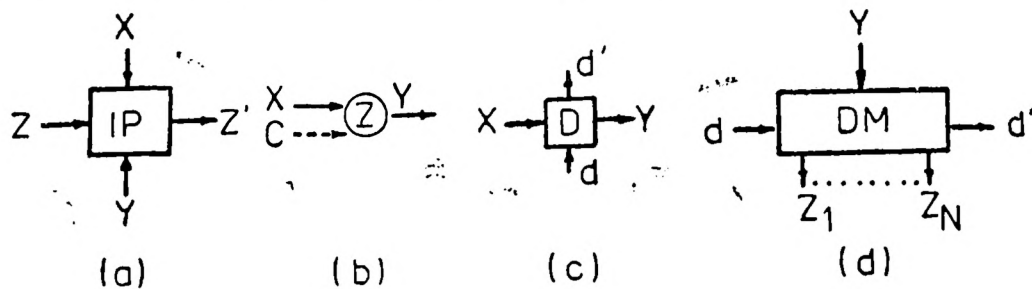 X
Z IP Z'
Y
(a)
X
C
Z
Y
(b)
d'
X D Y
d
(c)
Y
d DM d'
Z1 ........ ZN
(d)